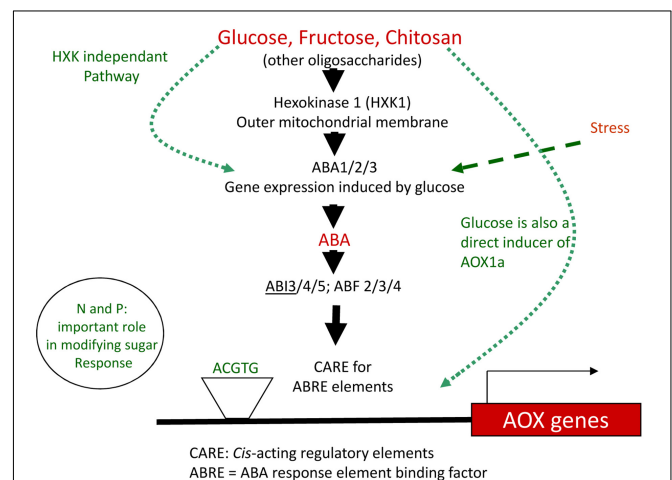 Glucose, Fructose, Chitosan
(other oligosaccharides)
HXK independant
Pathway
Hexokinase 1 (HXK1)
Outer mitochondrial membrane
Stress
ABA1/2/3
Gene expression induced by glucose
ABA
Glucose is also a
direct inducer of
AOX1a
ABI3/4/5; ABF 2/3/4
N and P:
important role
in modifying sugar
Response
ACGTG
CARE for
ABRE elements
AOX genes
CARE: Cis-acting regulatory elements
ABRE = ABA response element binding factor